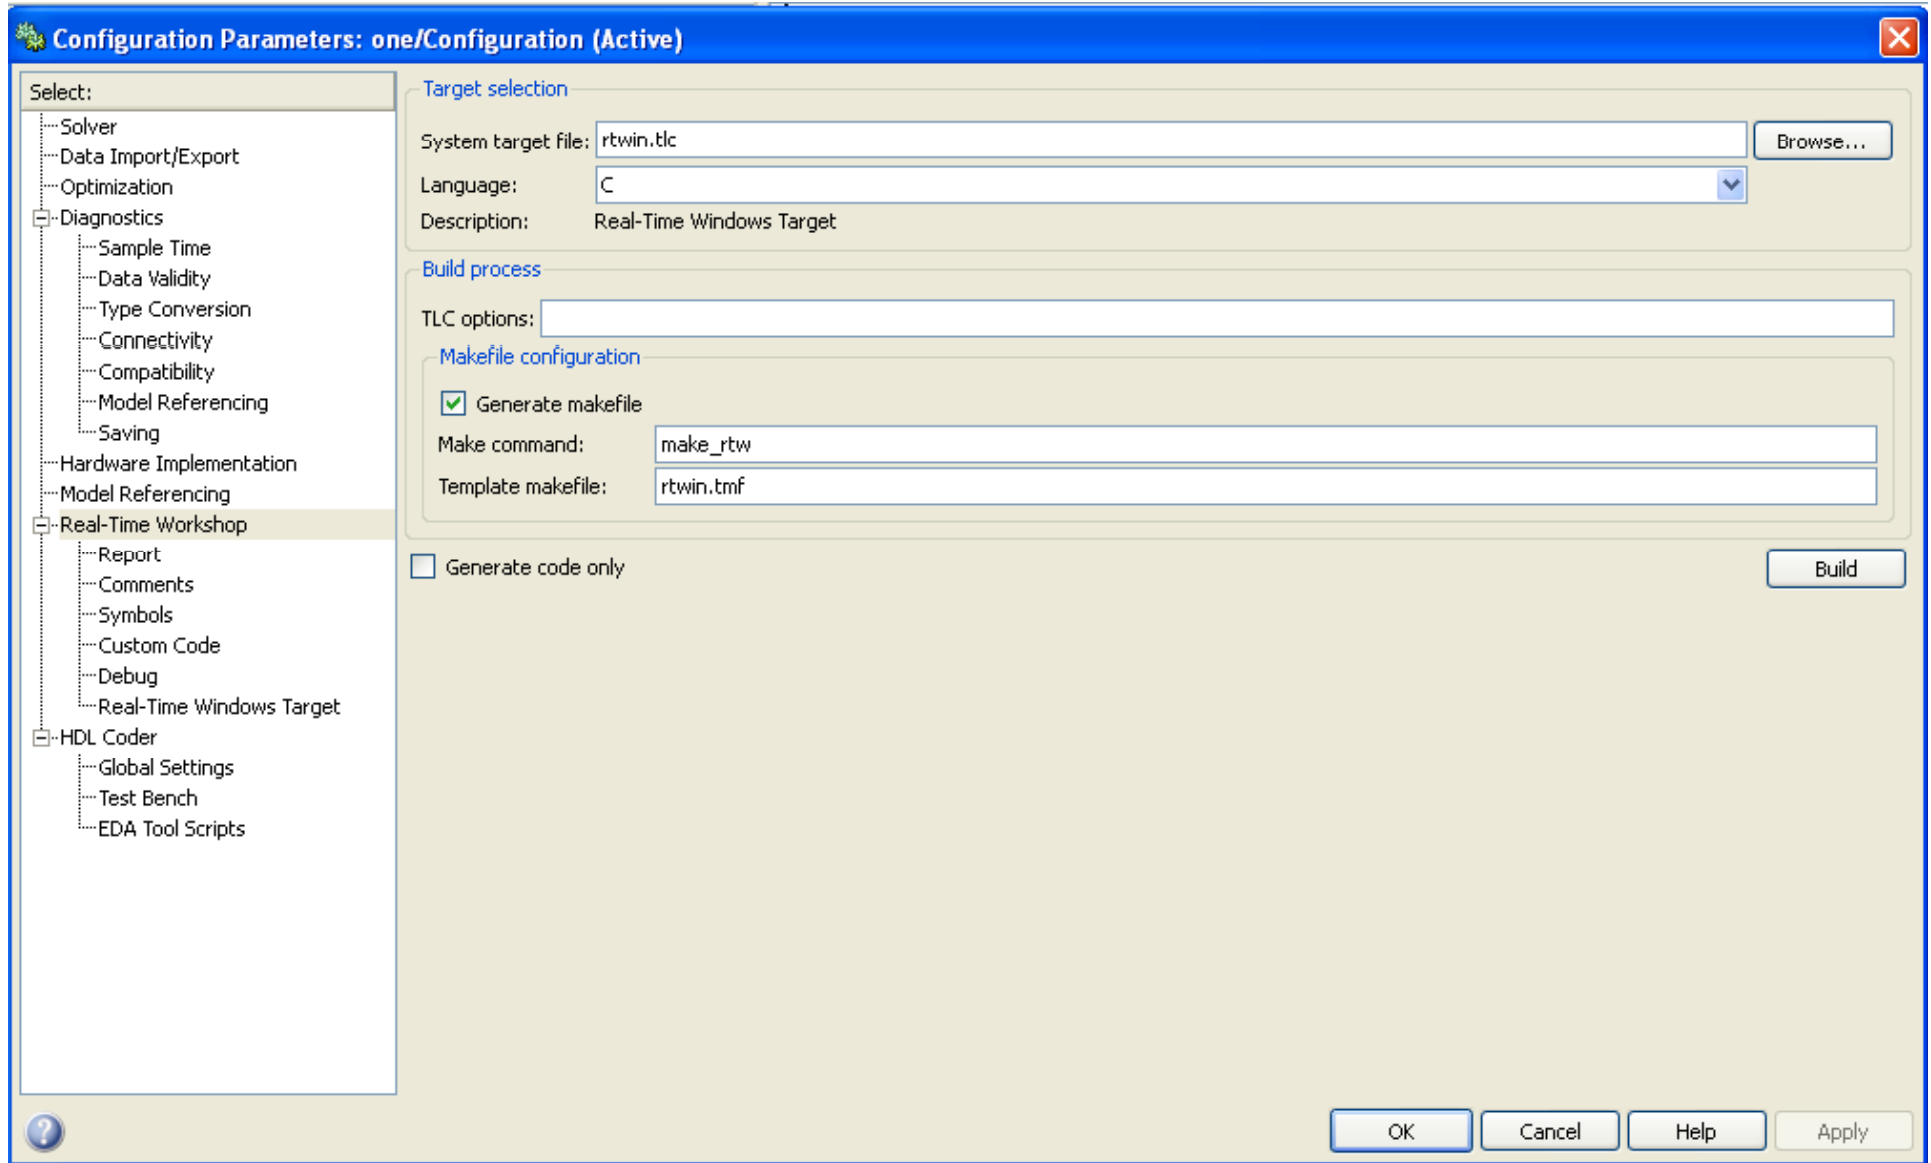 Configuration Parameters: one/Configuration (Active)
Select:
Solver
Data Import/Export
Optimization
Diagnostics
Sample Time
Data Validity
Type Conversion
Connectivity
Compatibility
Model Referencing
Saving
Hardware Implementation
Model Referencing
Real-Time Workshop
Report
Comments
Symbols
Custom Code
Debug
Real-Time Windows Target
HDL Coder
Global Settings
Test Bench
EDA Tool Scripts
Target selection
System target file: rtwin.tlc Browse...
Language: C
Description: Real-Time Windows Target
Build process
TLC options:
Makefile configuration
Generate makefile
Make command: make_rtw
Template makefile: rtwin.tmf
Generate code only Build
? OK Cancel Help Apply